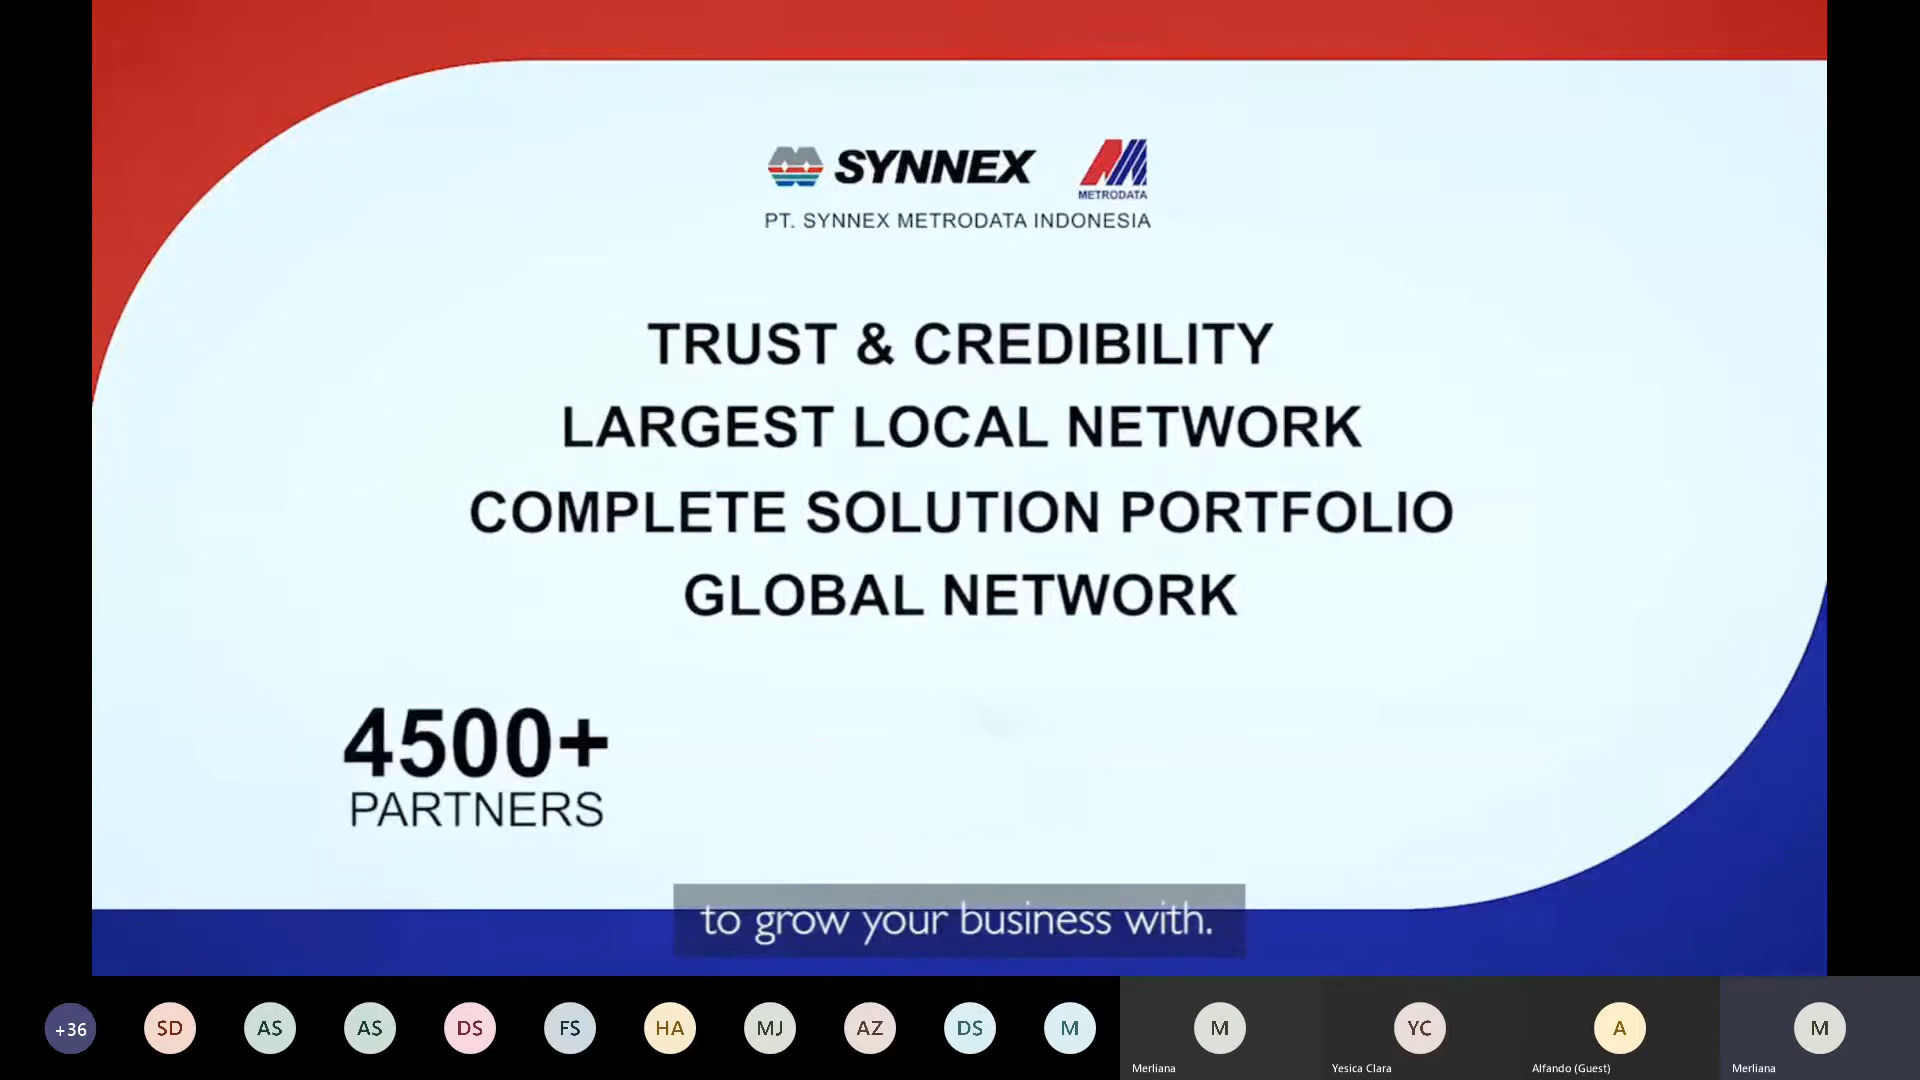 SYNNEX
METRODATA
PT. SYNNEX METRODATA INDONESIA
TRUST & CREDIBILITY
LARGEST LOCAL NETWORK
COMPLETE SOLUTION PORTFOLIO
GLOBAL NETWORK
4500+
PARTNERS
to grow your business with.
+36
SD
AS
AS
DS
FS
HA
MJ
AZ
DS
M
M
YC
A
M
Merliana
Yesica Clara
Alfando (Guest)
Merliana